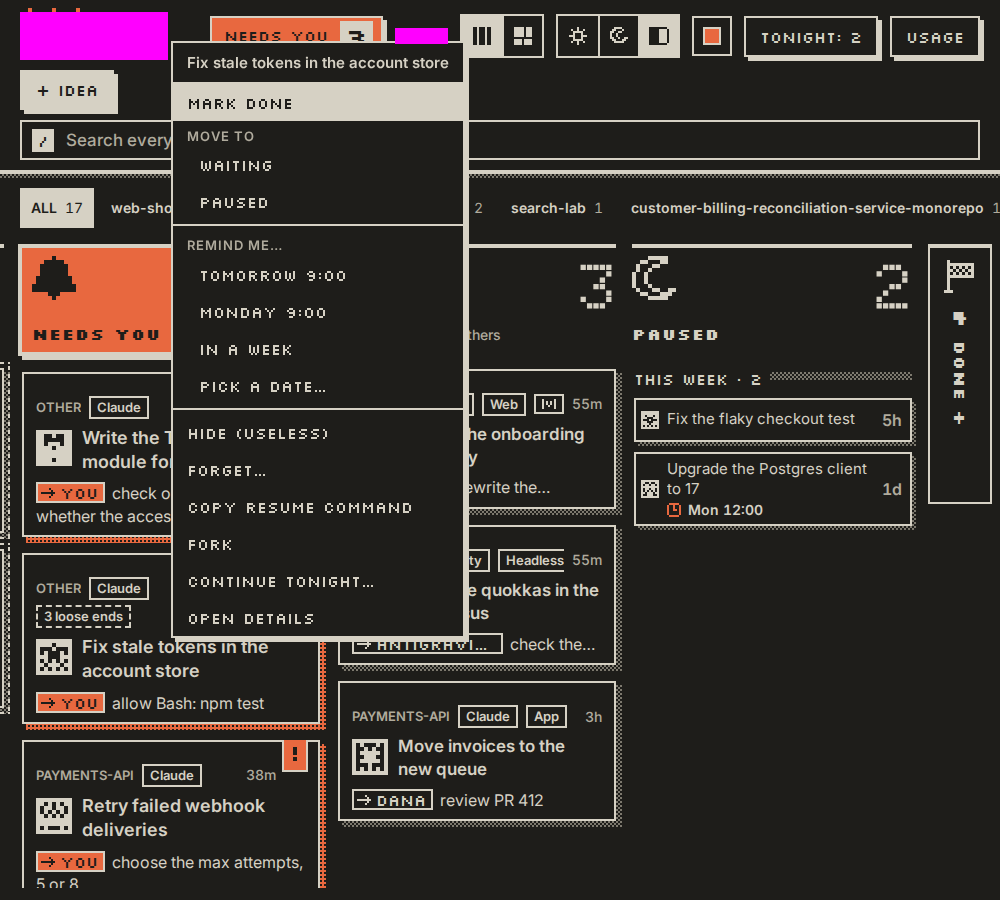 NEEDS YOU 3
TONIGHT: 2
USAGE
+ IDEA
/ Search every
ALL 17
web-sho
2
search-lab 1
customer-billing-reconciliation-service-monorepo 1
Fix stale tokens in the account store
MARK DONE
MOVE TO
WAITING
PAUSED
REMIND ME…
TOMORROW 9:00
MONDAY 9:00
IN A WEEK
PICK A DATE…
HIDE (USELESS)
FORGET…
COPY RESUME COMMAND
FORK
CONTINUE TONIGHT…
OPEN DETAILS
NEEDS YOU
OTHER Claude
Write the T
module fo
→ YOU check o
whether the acces
OTHER Claude
3 loose ends
Fix stale tokens in the
account store
→ YOU allow Bash: npm test
!
PAYMENTS-API Claude 38m
Retry failed webhook
deliveries
→ YOU choose the max attempts,
5 or 8
3
thers
Web 55m
he onboarding
y
ewrite the…
ty Headless 55m
e quokkas in the
sus
→ ANTIGRAVI… check the…
PAYMENTS-API Claude App 3h
Move invoices to the
new queue
→ DANA review PR 412
2
PAUSED
THIS WEEK · 2
Fix the flaky checkout test 5h
Upgrade the Postgres client
to 17 1d
Mon 12:00
DONE +